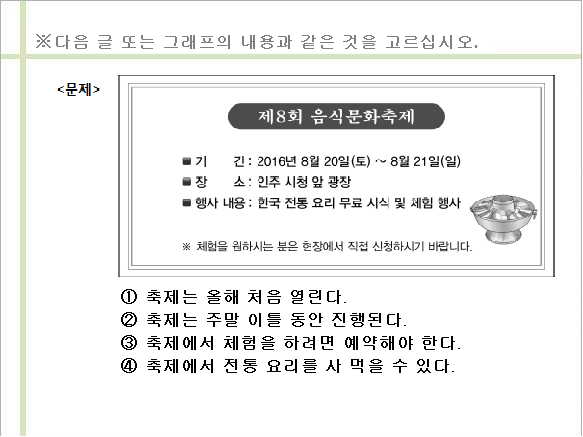 ※다음 글 또는 그래프의 내용과 같은 것을 고르십시오.
<문제>
제8회 음식문화축제
■ 기 간 : 2016년 8월 20일(토) ~ 8월 21일(일)
■ 장 소 : 인주 시청 앞 광장
■ 행사 내용 : 한국 전통 요리 무료 시식 및 체험 행사
※ 체험을 원하시는 분은 현장에서 직접 신청하시기 바랍니다.
① 축제는 올해 처음 열린다.
② 축제는 주말 이틀 동안 진행된다.
③ 축제에서 체험을 하려면 예약해야 한다.
④ 축제에서 전통 요리를 사 먹을 수 있다.